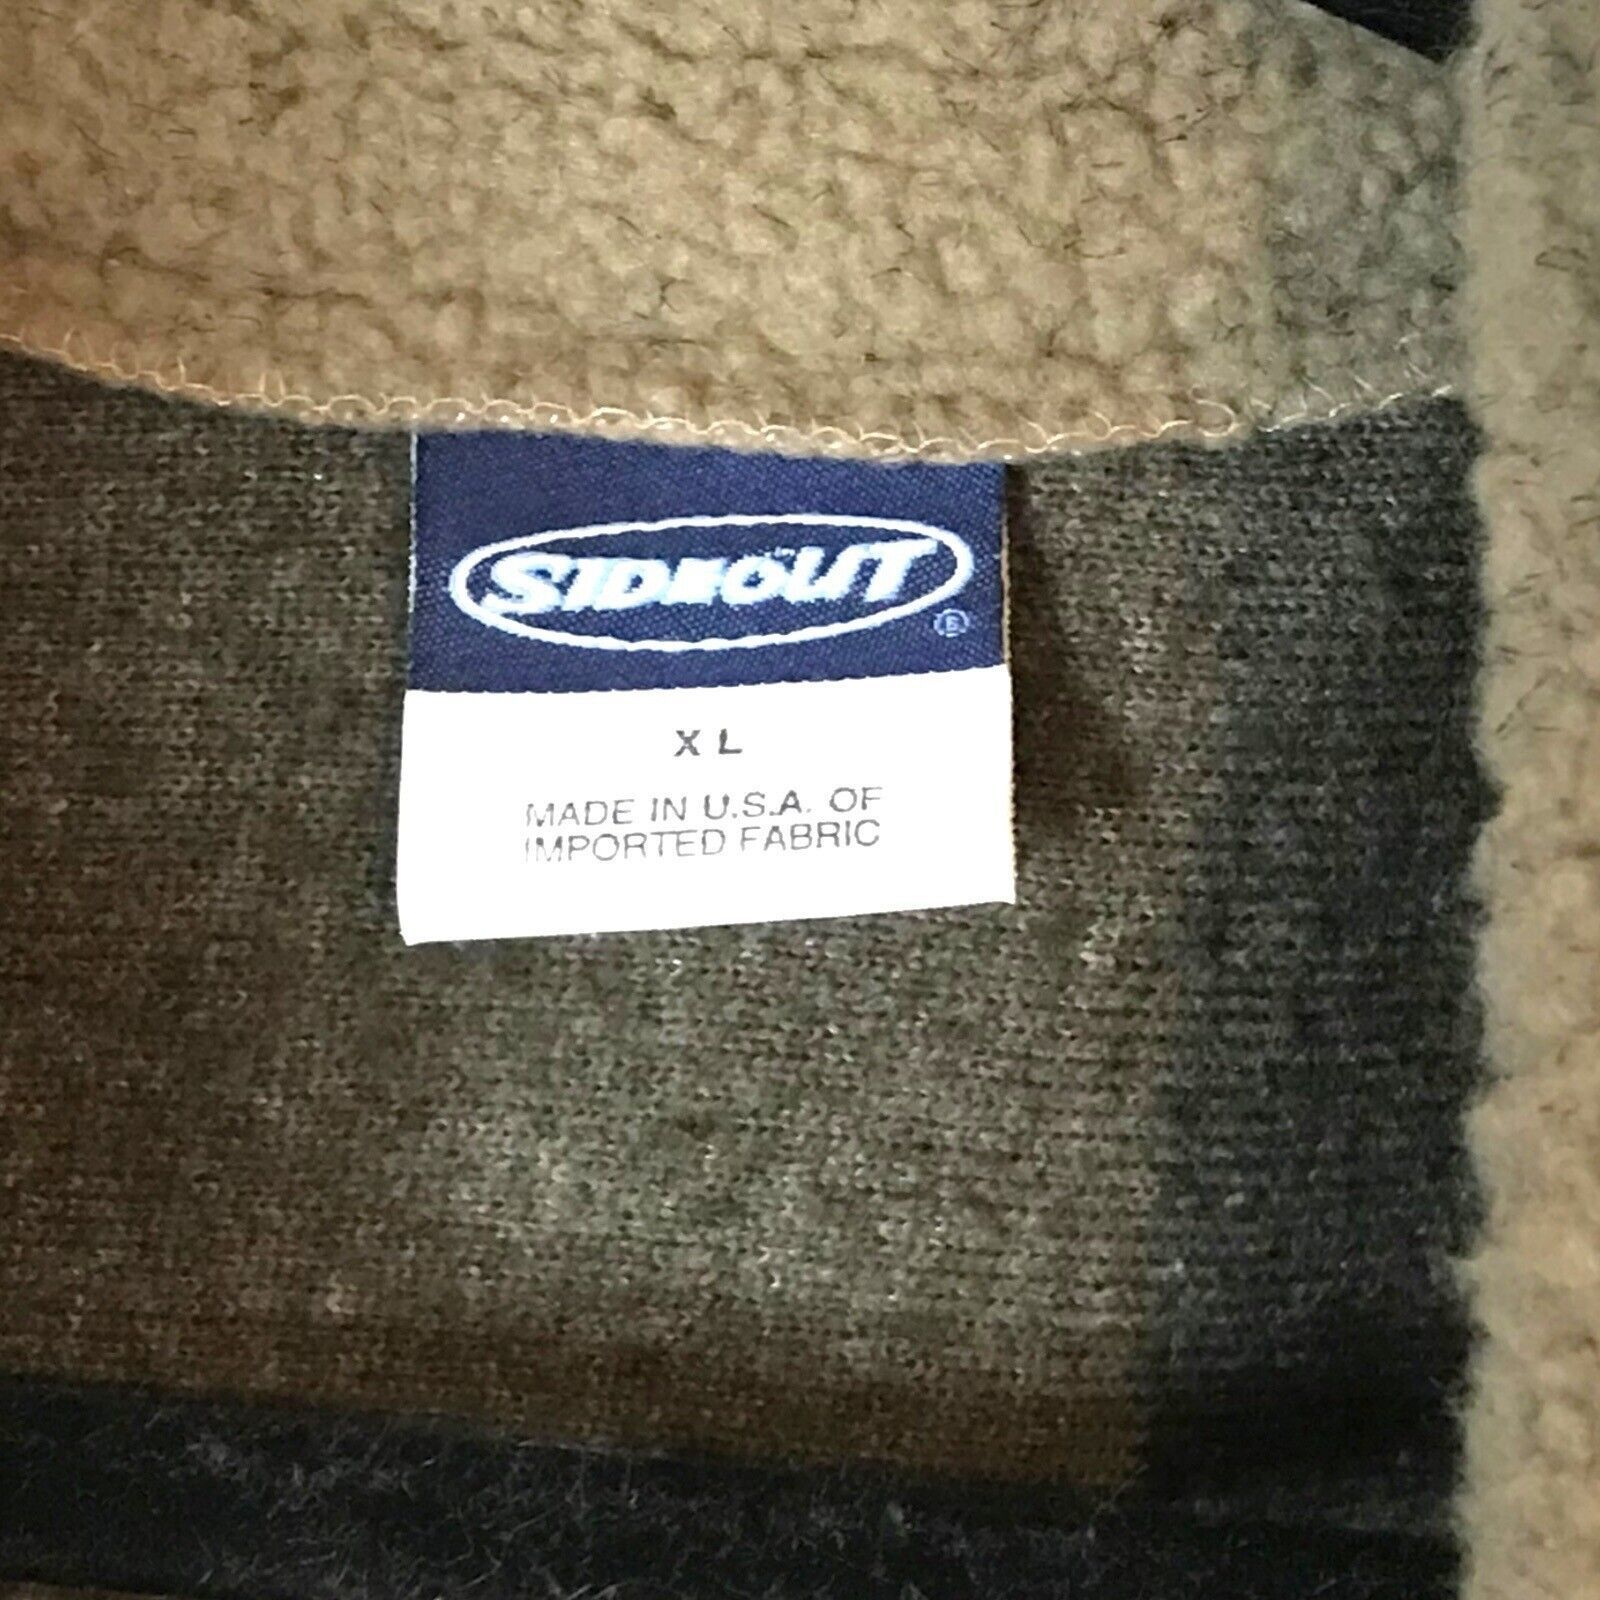 SIDEOUT
®
XL
MADE IN U.S.A. OF
IMPORTED FABRIC